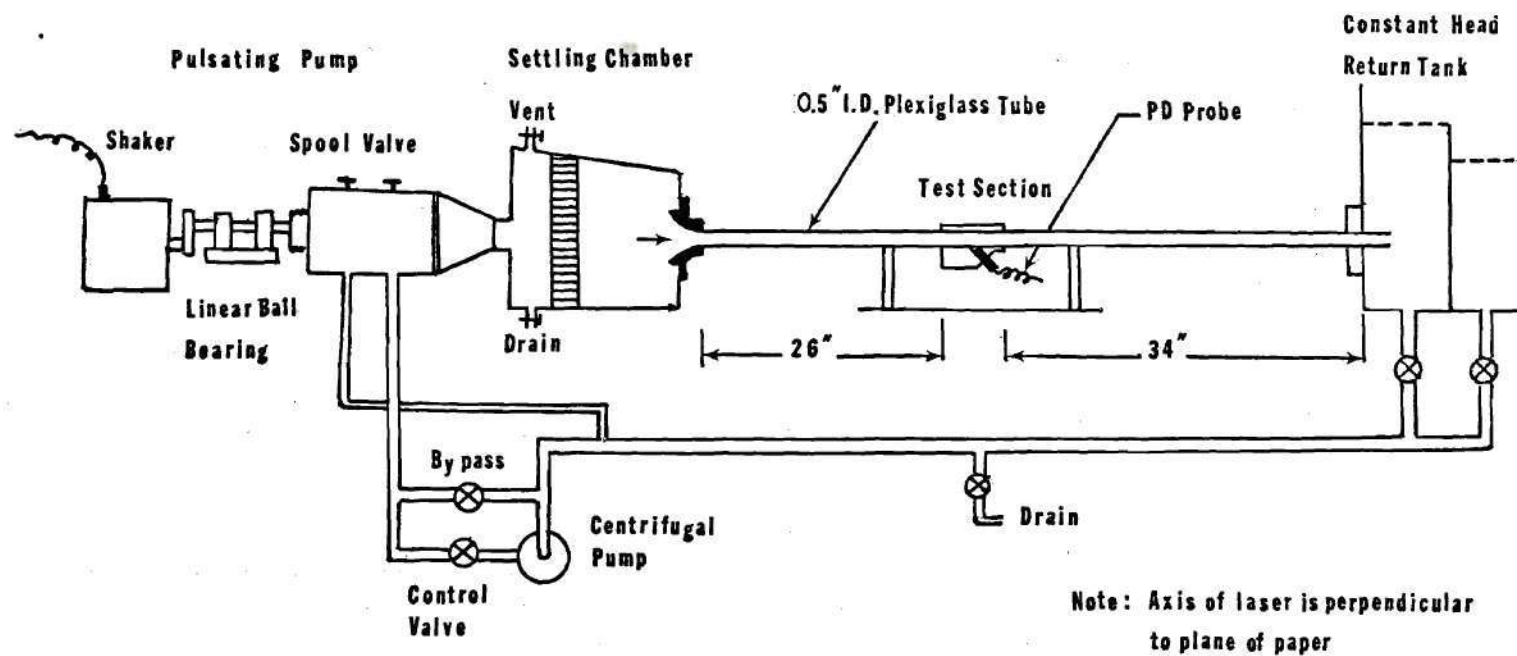 Pulsating Pump
Settling Chamber
Constant Head
Return Tank
0.5" I.D. Plexiglass Tube
PD Probe
Vent
Shaker
Spool Valve
Test Section
Linear Ball
Bearing
Drain
26"
34"
By pass
Centrifugal
Pump
Drain
Control
Valve
Note: Axis of laser is perpendicular
to plane of paper